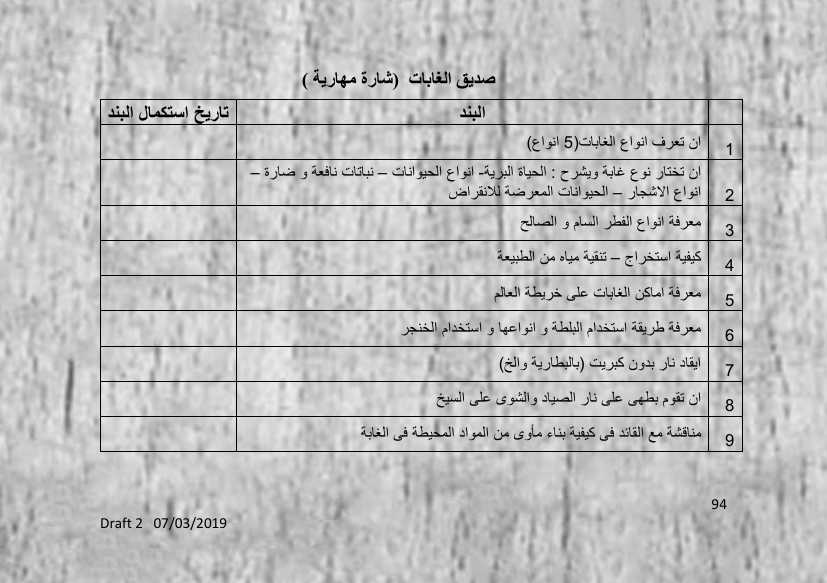 صديق الغابات (شارة مهارية )
البند تاريخ استكمال البند
1 ان تعرف انواع الغابات(5 انواع)
2 ان تختار نوع غابة ويشرح : الحياة البرية- انواع الحيوانات – نباتات نافعة و ضارة –
انواع الاشجار – الحيوانات المعرضة للانقراض
3 معرفة انواع الفطر السام و الصالح
4 كيفية استخراج – تنقية مياه من الطبيعة
5 معرفة اماكن الغابات على خريطة العالم
6 معرفة طريقة استخدام البلطة و انواعها و استخدام الخنجر
7 ايقاد نار بدون كبريت (بالبطارية والخ)
8 ان تقوم بطهى على نار الصياد والشوى على السيخ
9 مناقشة مع القائد فى كيفية بناء مأوى من المواد المحيطة فى الغابة
94
Draft 2 07/03/2019